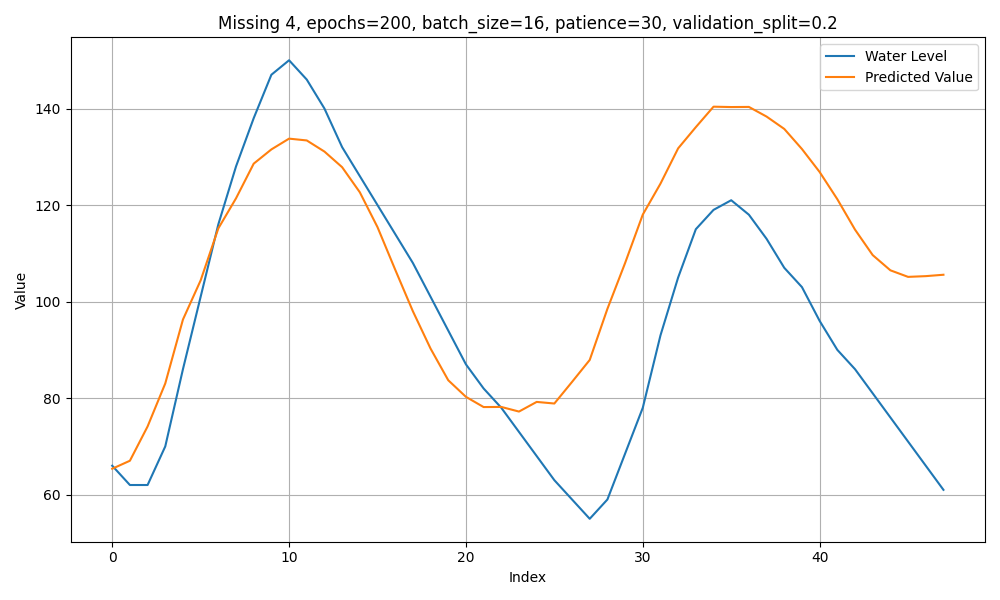 Missing 4, epochs=200, batch_size=16, patience=30, validation_split=0.2
Water Level
Predicted Value
140
120
100
80
60
Value
0 10 20 30 40
Index